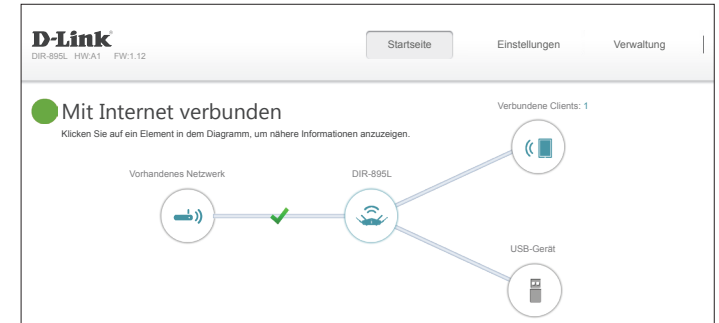 D-Link
DIR-895L HW:A1 FW:1.12
Startseite Einstellungen Verwaltung
Mit Internet verbunden
Klicken Sie auf ein Element in dem Diagramm, um nähere Informationen anzuzeigen.
Verbundene Clients: 1
Vorhandenes Netzwerk
DIR-895L
USB-Gerät